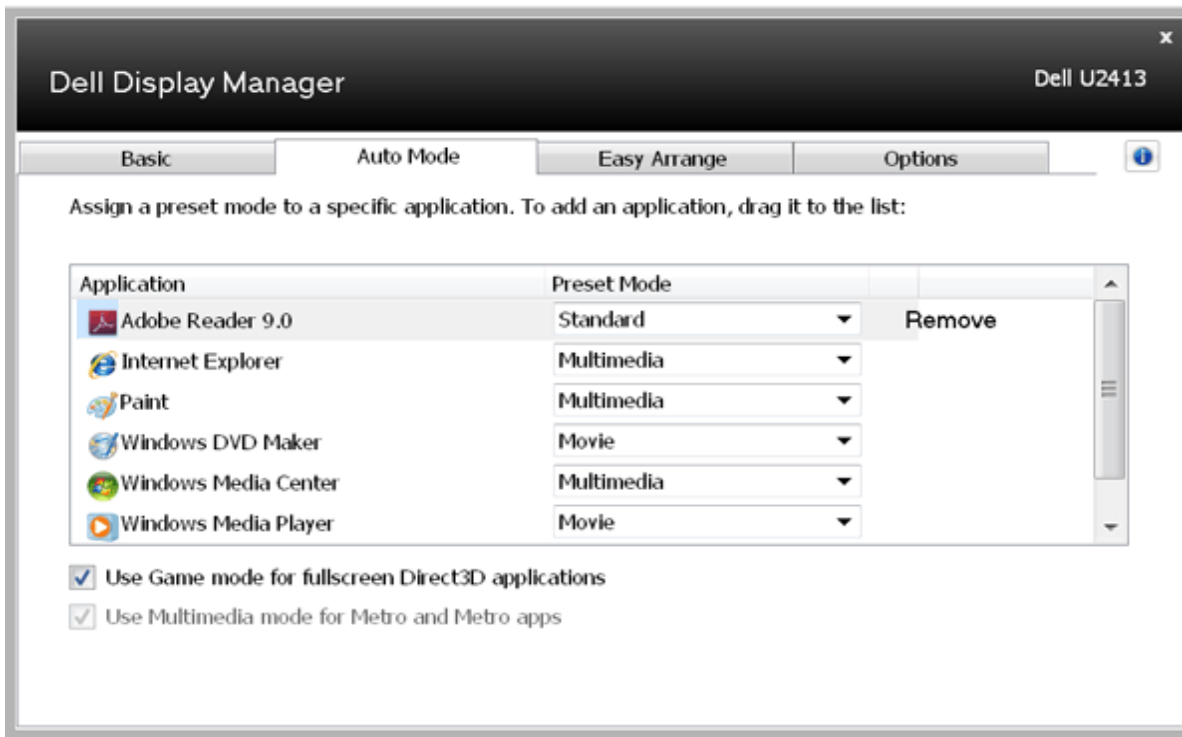 x
Dell Display Manager
Dell U2413
Basic
Auto Mode
Easy Arrange
Options
Assign a preset mode to a specific application. To add an application, drag it to the list:
Application Preset Mode
Adobe Reader 9.0 Standard Remove
Internet Explorer Multimedia
Paint Multimedia
Windows DVD Maker Movie
Windows Media Center Multimedia
Windows Media Player Movie
Use Game mode for fullscreen Direct3D applications
Use Multimedia mode for Metro and Metro apps